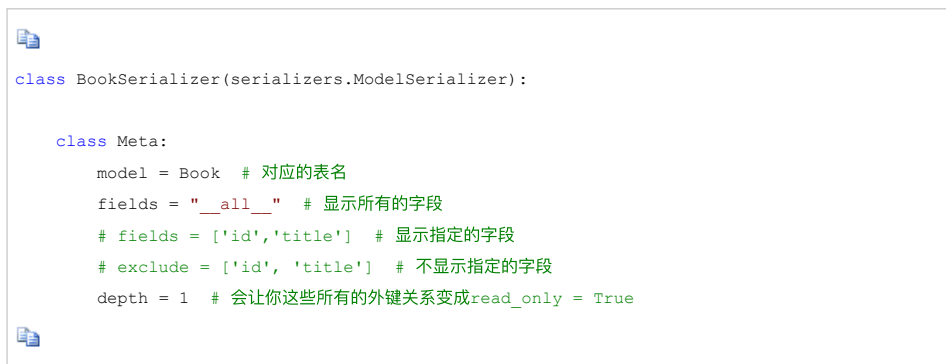 class BookSerializer(serializers.ModelSerializer):
    class Meta:
        model = Book  # 对应的表名
        fields = "__all__"  # 显示所有的字段
        # fields = ['id','title']  # 显示指定的字段
        # exclude = ['id', 'title']  # 不显示指定的字段
        depth = 1  # 会让你这些所有的外键关系变成read_only = True